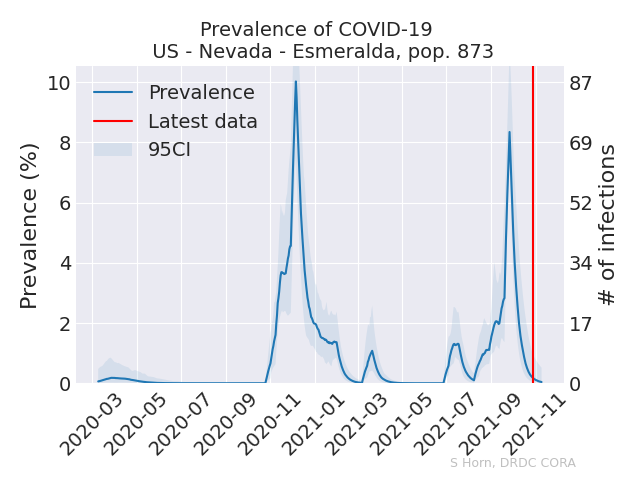 Prevalence of COVID-19
US - Nevada - Esmeralda, pop. 873
Prevalence (%)
10
8
6
4
2
0
Prevalence
Latest data
95CI
87
69
52
34
17
0
# of infections
2020-03
2020-05
2020-07
2020-09
2020-11
2021-01
2021-03
2021-05
2021-07
2021-09
2021-11
S Horn, DRDC CORA